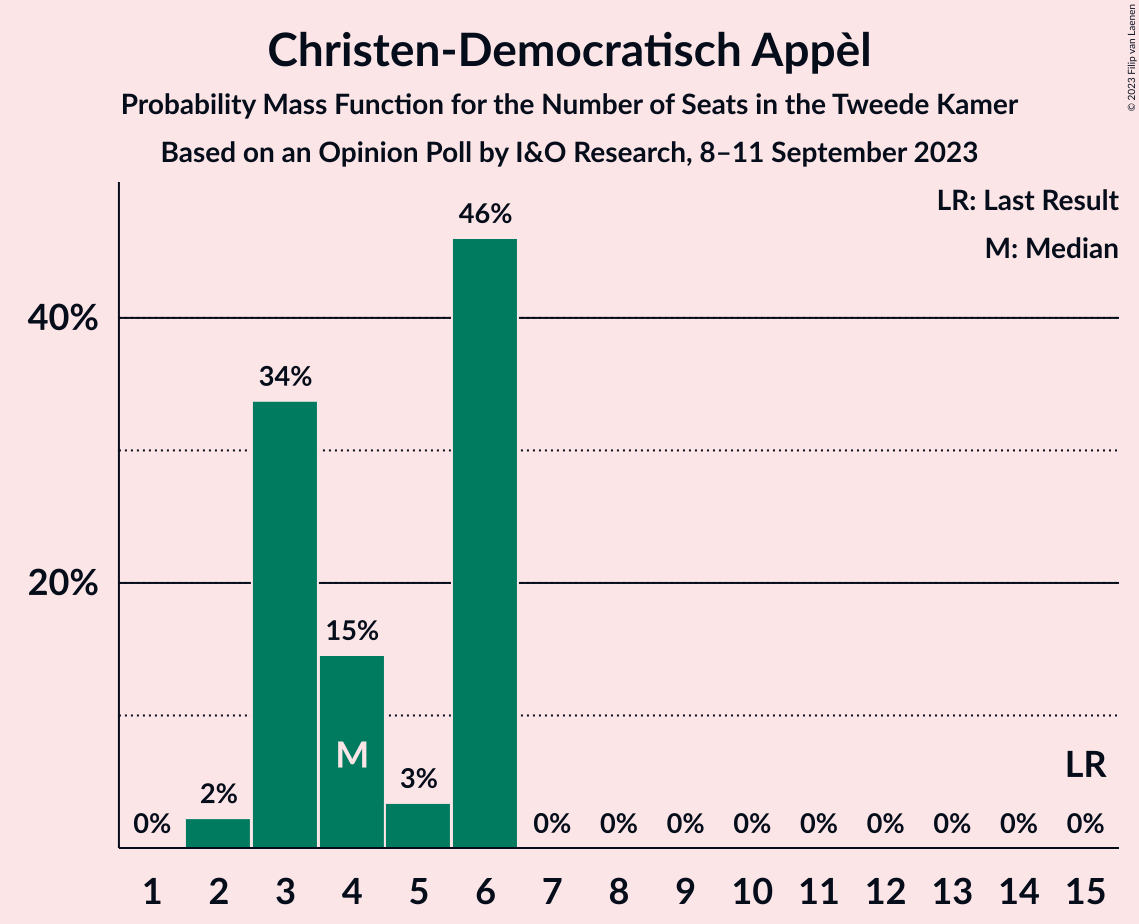 Christen-Democratisch Appèl
Probability Mass Function for the Number of Seats in the Tweede Kamer
Based on an Opinion Poll by I&O Research, 8–11 September 2023
© 2023 Filip van Laenen
LR: Last Result
M: Median
46%
40%
34%
20%
15%
M
LR
3%
2%
0%
0% 0% 0% 0% 0% 0% 0% 0% 0%
1 2 3 4 5 6 7 8 9 10 11 12 13 14 15